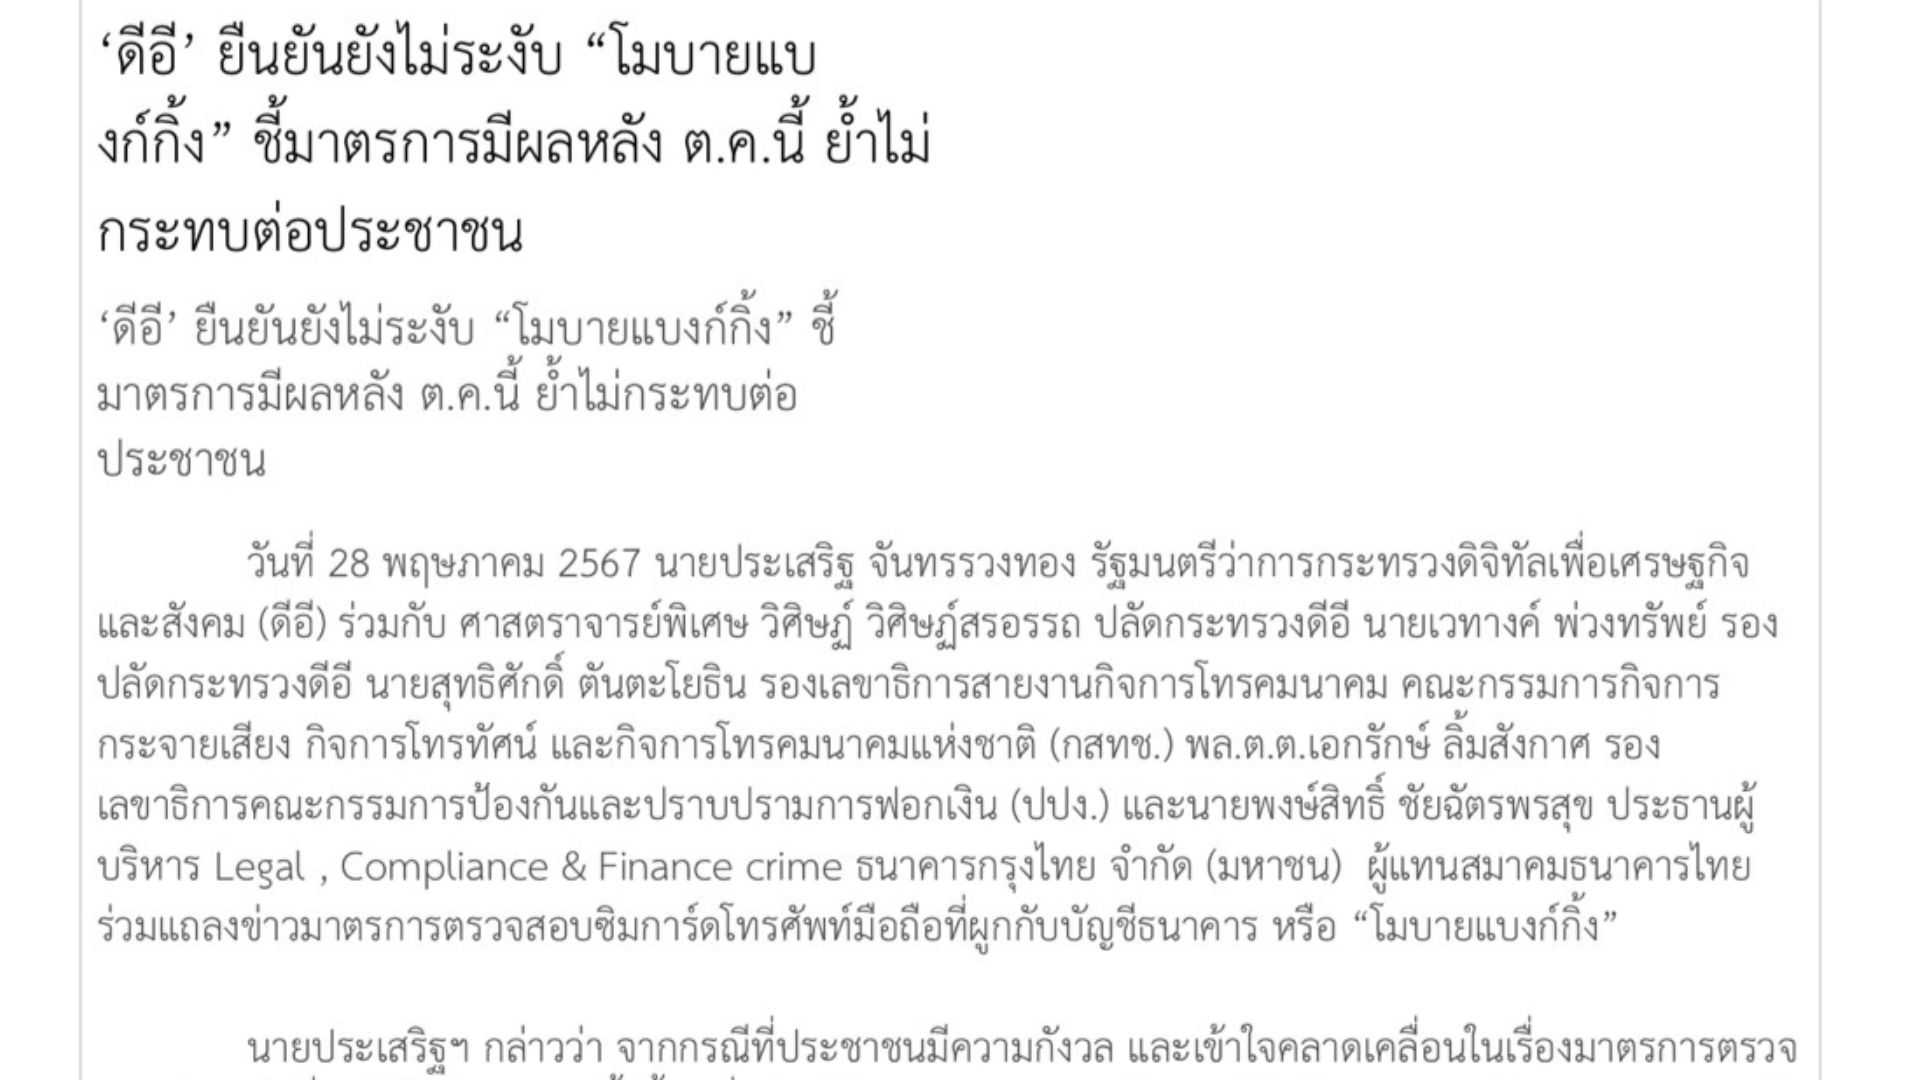 ‘ดีอี’ ยืนยันยังไม่ระงับ “โมบายแบ
งก์กิ้ง” ชี้มาตรการมีผลหลัง ต.ค.นี้ ย้ำไม่
กระทบต่อประชาชน
‘ดีอี’ ยืนยันยังไม่ระงับ “โมบายแบงก์กิ้ง” ชี้
มาตรการมีผลหลัง ต.ค.นี้ ย้ำไม่กระทบต่อ
ประชาชน
วันที่ 28 พฤษภาคม 2567 นายประเสริฐ จันทรรวงทอง รัฐมนตรีว่าการกระทรวงดิจิทัลเพื่อเศรษฐกิจ
และสังคม (ดีอี) ร่วมกับ ศาสตราจารย์พิเศษ วิศิษฏ์ วิศิษฏ์สรอรรถ ปลัดกระทรวงดีอี นายเวทางค์ พ่วงทรัพย์ รอง
ปลัดกระทรวงดีอี นายสุทธิศักดิ์ ตันตะโยธิน รองเลขาธิการสายงานกิจการโทรคมนาคม คณะกรรมการกิจการ
กระจายเสียง กิจการโทรทัศน์ และกิจการโทรคมนาคมแห่งชาติ (กสทช.) พล.ต.ต.เอกรักษ์ ลิ้มสังกาศ รอง
เลขาธิการคณะกรรมการป้องกันและปราบปรามการฟอกเงิน (ปปง.) และนายพงษ์สิทธิ์ ชัยฉัตรพรสุข ประธานผู้
บริหาร Legal , Compliance & Finance crime ธนาคารกรุงไทย จำกัด (มหาชน)  ผู้แทนสมาคมธนาคารไทย
ร่วมแถลงข่าวมาตรการตรวจสอบซิมการ์ดโทรศัพท์มือถือที่ผูกกับบัญชีธนาคาร หรือ “โมบายแบงก์กิ้ง”
นายประเสริฐฯ กล่าวว่า จากกรณีที่ประชาชนมีความกังวล และเข้าใจคลาดเคลื่อนในเรื่องมาตรการตรวจ